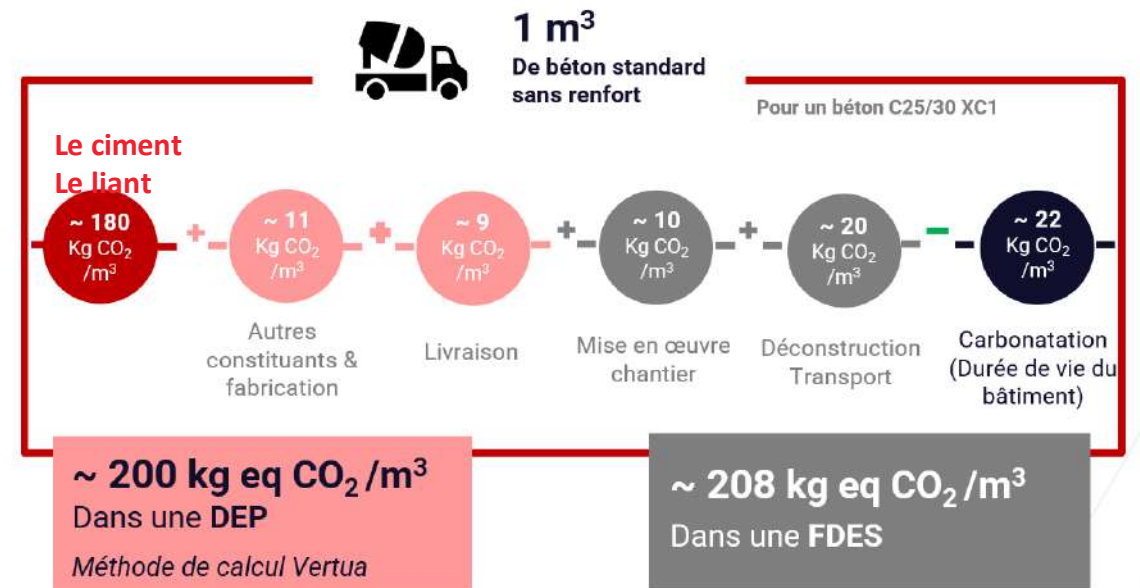 1 m³
De béton standard
sans renfort
Pour un béton C25/30 XC1
Le ciment
Le liant
~ 180
Kg CO₂
/m³
+
~ 11
Kg CO₂
/m³
+
~ 9
Kg CO₂
/m³
+
~ 10
Kg CO₂
/m³
+
~ 20
Kg CO₂
/m³
−
~ 22
Kg CO₂
/m³
Autres
constituants &
fabrication
Livraison
Mise en œuvre
chantier
Déconstruction
Transport
Carbonatation
(Durée de vie du
bâtiment)
~ 200 kg eq CO₂ /m³
Dans une DEP
Méthode de calcul Vertua
~ 208 kg eq CO₂ /m³
Dans une FDES